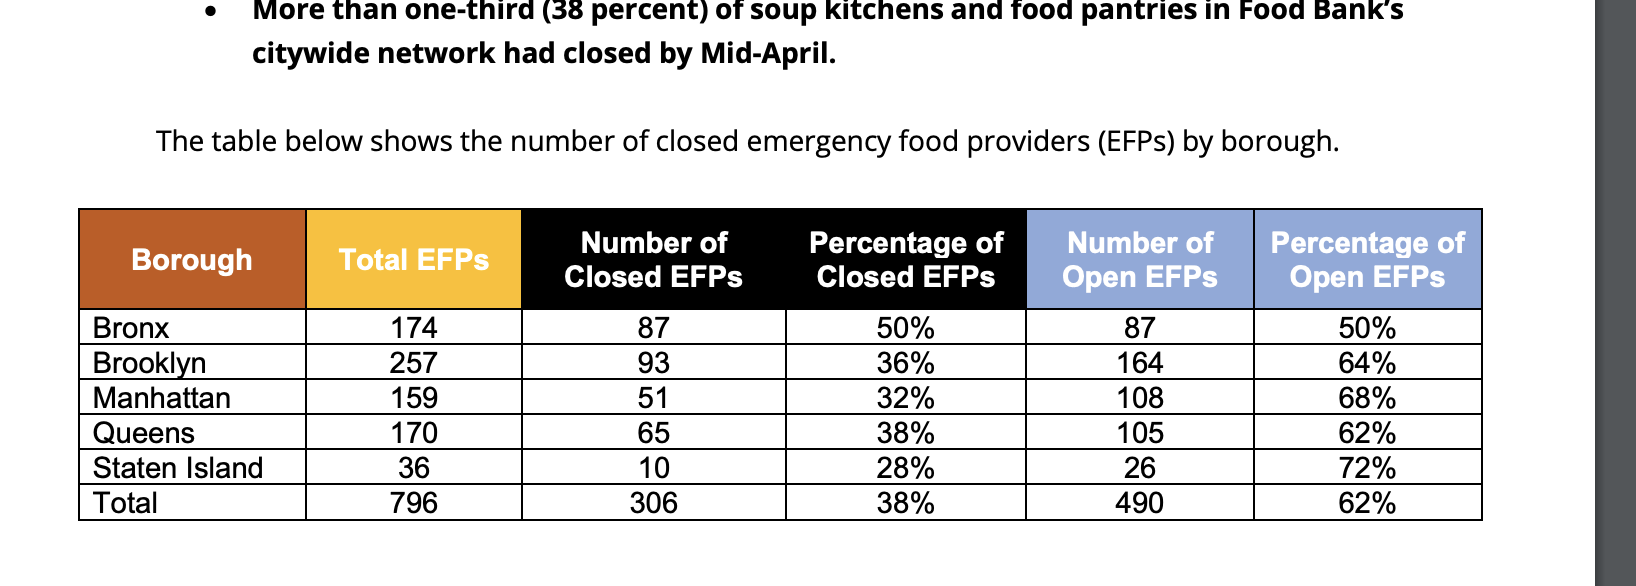 • More than one-third (38 percent) of soup kitchens and food pantries in Food Bank’s
citywide network had closed by Mid-April.
The table below shows the number of closed emergency food providers (EFPs) by borough.
Borough Total EFPs Number of Closed EFPs Percentage of Closed EFPs Number of Open EFPs Percentage of Open EFPs
Bronx 174 87 50% 87 50%
Brooklyn 257 93 36% 164 64%
Manhattan 159 51 32% 108 68%
Queens 170 65 38% 105 62%
Staten Island 36 10 28% 26 72%
Total 796 306 38% 490 62%